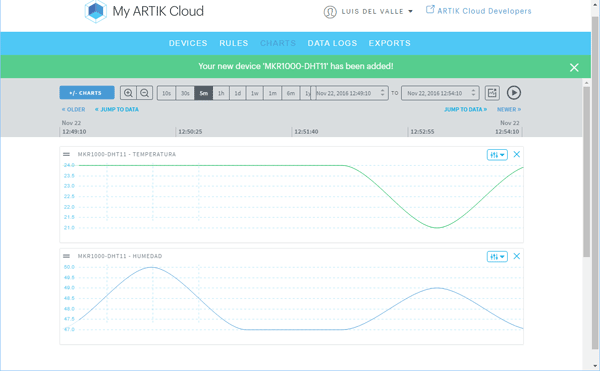 My ARTIK Cloud
LUIS DEL VALLE
ARTIK Cloud Developers
DEVICES RULES CHARTS DATA LOGS EXPORTS
Your new device 'MKR1000-DHT11' has been added!
+/- CHARTS
10s 30s 5m 1h 1d 1w 1m 6m 1y
Nov 22, 2016 12:49:10 TO Nov 22, 2016 12:54:10
« OLDER « JUMP TO DATA JUMP TO DATA » NEWER »
Nov 22 Nov 22
12:49:10 12:50:25 12:51:40 12:52:55 12:54:10
MKR1000-DHT11 - TEMPERATURA
24.0
23.5
23.0
22.5
22.0
21.5
21.0
MKR1000-DHT11 - HUMEDAD
50.0
49.5
49.0
48.5
48.0
47.5
47.0